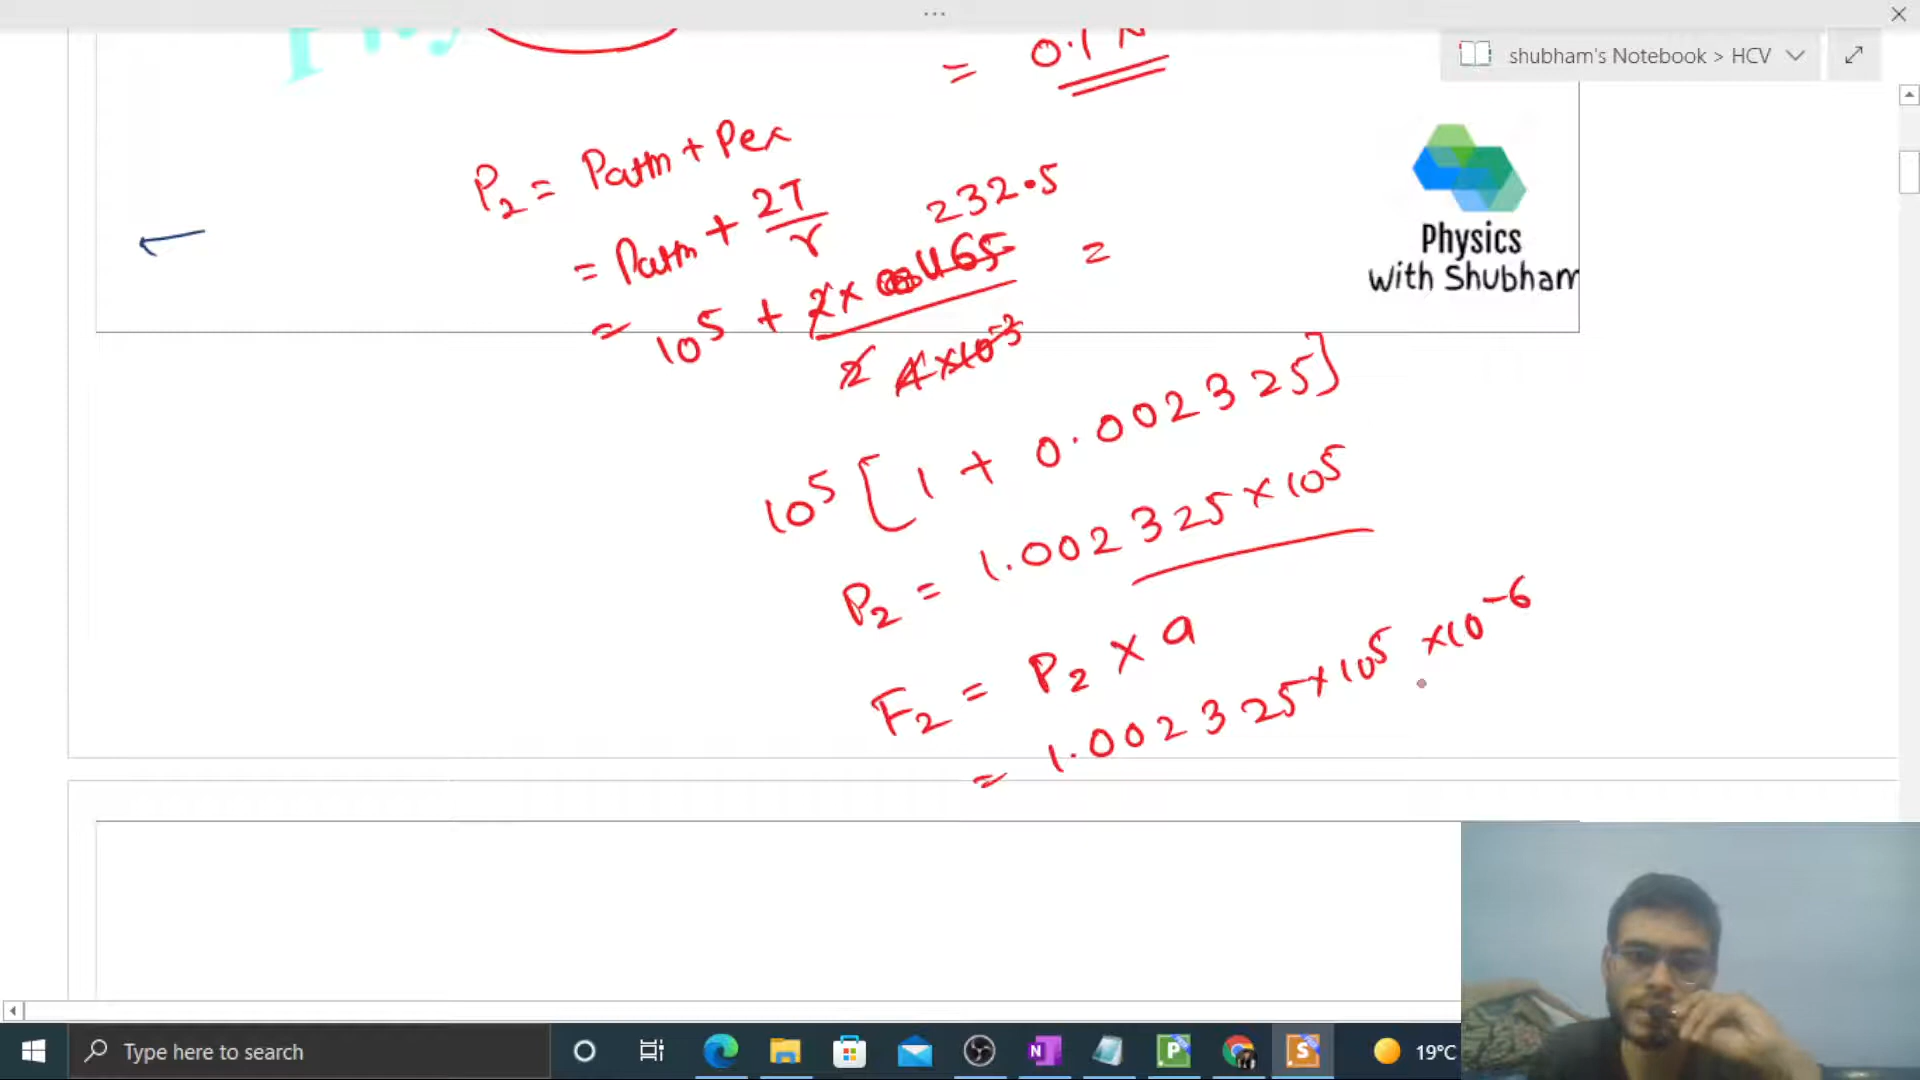 shubham's Notebook > HCV
= 0.1 N
P₂ = Patm + Pex
= Patm + 2T/r
232.5
= 10⁵ + 2× 465 / 2 4×10⁻³ =
10⁵ [1 + 0.002325]
P₂ = 1.002325×10⁵
F₂ = P₂ × a
= 1.002325×10⁵ ×10⁻⁶
Physics
with Shubham
Type here to search
19°C